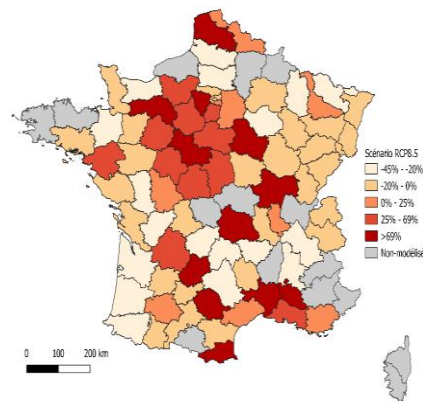 Scénario RCP8.5
-45% - -20%
-20% - 0%
0% - 25%
25% - 69%
>69%
Non-modélisé
0 100 200 km